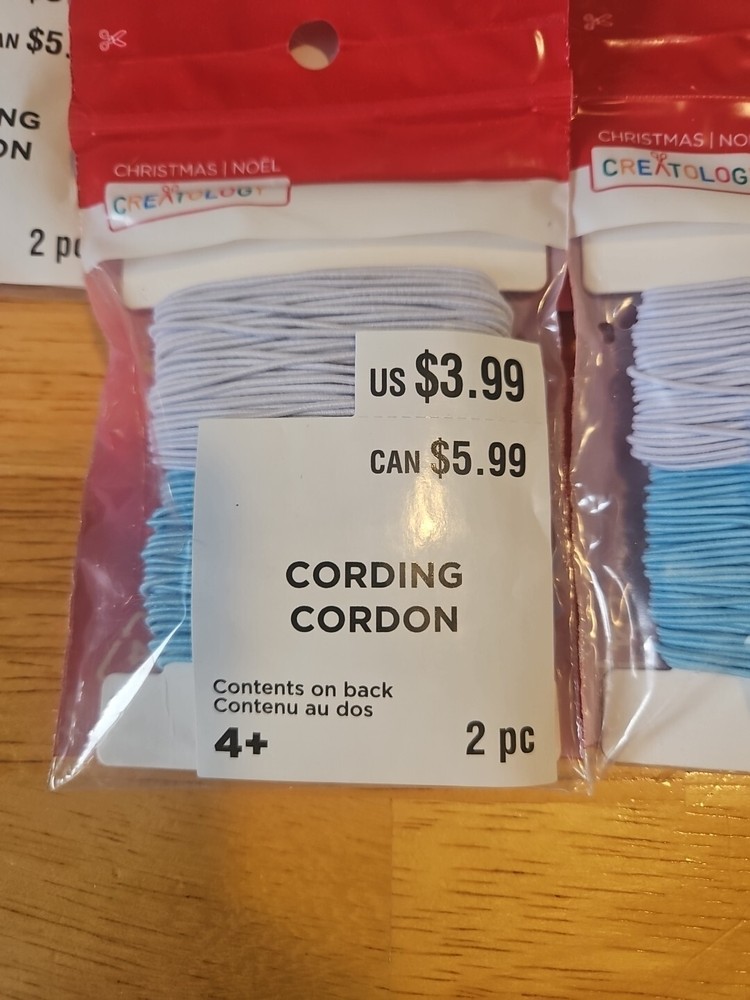 AN $5.
NG
ON
2 pc
CHRISTMAS | NOËL
CREATOLOGY
US $3.99
CAN $5.99
CORDING
CORDON
Contents on back
Contenu au dos
4+
2 pc
CHRISTMAS | NO
CREATOLOG